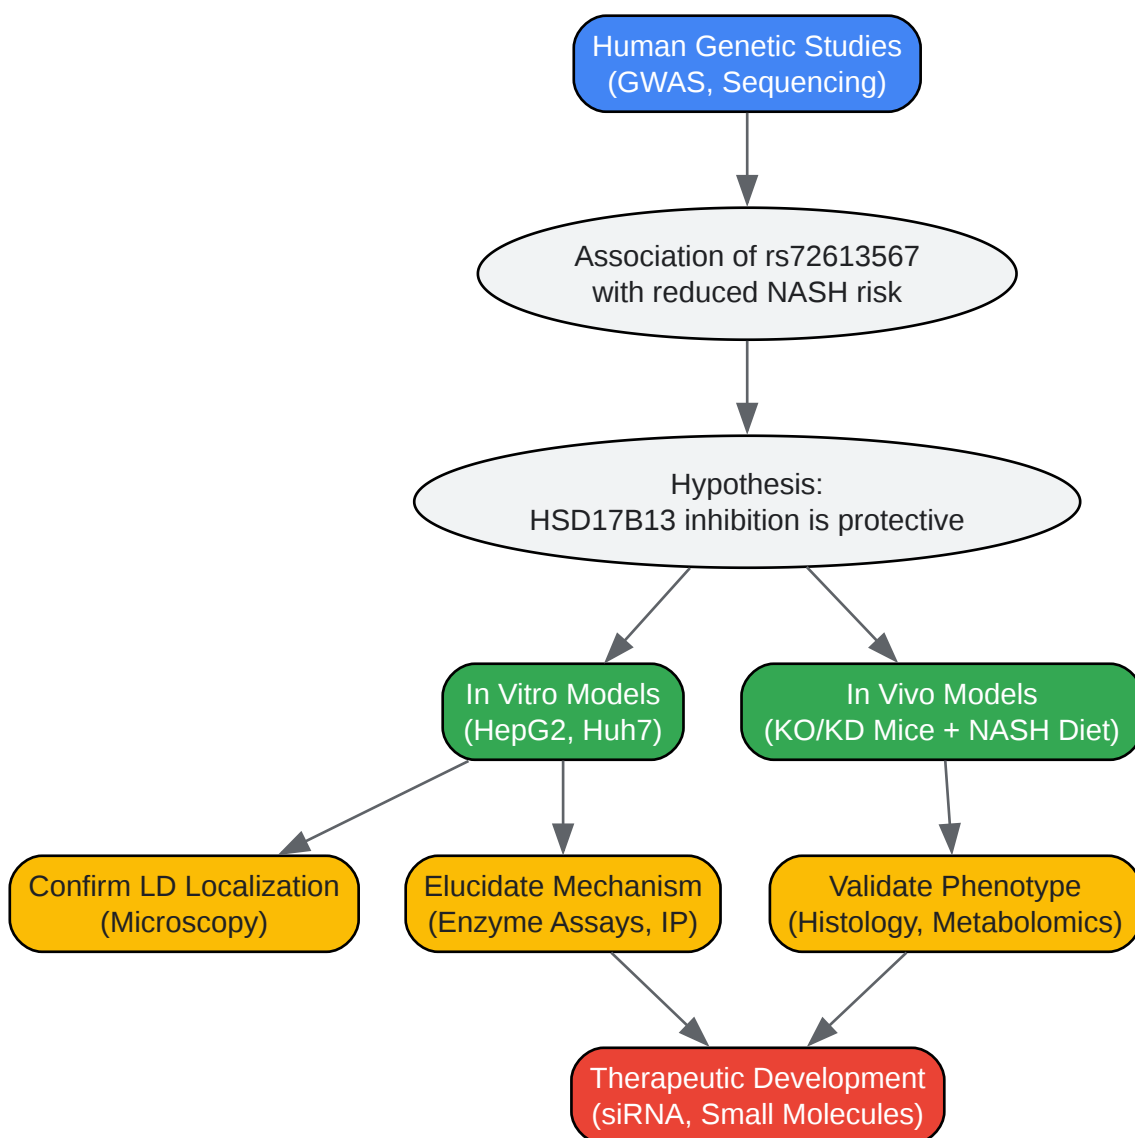 Human Genetic Studies
(GWAS, Sequencing)
Association of rs72613567
with reduced NASH risk
Hypothesis:
HSD17B13 inhibition is protective
In Vitro Models
(HepG2, Huh7)
In Vivo Models
(KO/KD Mice + NASH Diet)
Confirm LD Localization
(Microscopy)
Elucidate Mechanism
(Enzyme Assays, IP)
Validate Phenotype
(Histology, Metabolomics)
Therapeutic Development
(siRNA, Small Molecules)